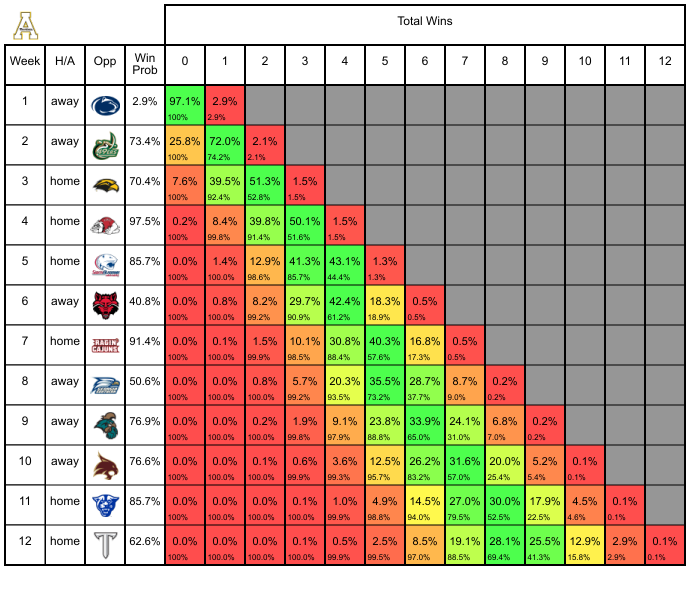 A
Total Wins
Week H/A Opp Win Prob 0 1 2 3 4 5 6 7 8 9 10 11 12
1 away 2.9% 97.1% 2.9%
100% 2.9%
2 away 73.4% 25.8% 72.0% 2.1%
100% 74.2% 2.1%
3 home 70.4% 7.6% 39.5% 51.3% 1.5%
100% 92.4% 52.8% 1.5%
4 home 97.5% 0.2% 8.4% 39.8% 50.1% 1.5%
100% 99.8% 91.4% 51.6% 1.5%
5 home 85.7% 0.0% 1.4% 12.9% 41.3% 43.1% 1.3%
100% 100.0% 98.6% 85.7% 44.4% 1.3%
6 away 40.8% 0.0% 0.8% 8.2% 29.7% 42.4% 18.3% 0.5%
100% 100.0% 99.2% 90.9% 61.2% 18.9% 0.5%
RAGIN'
CAJUNS
7 home 91.4% 0.0% 0.1% 1.5% 10.1% 30.8% 40.3% 16.8% 0.5%
100% 100.0% 99.9% 98.5% 88.4% 57.6% 17.3% 0.5%
8 away 50.6% 0.0% 0.0% 0.8% 5.7% 20.3% 35.5% 28.7% 8.7% 0.2%
100% 100.0% 100.0% 99.2% 93.5% 73.2% 37.7% 9.0% 0.2%
9 away 76.9% 0.0% 0.0% 0.2% 1.9% 9.1% 23.8% 33.9% 24.1% 6.8% 0.2%
100% 100.0% 100.0% 99.8% 97.9% 88.8% 65.0% 31.0% 7.0% 0.2%
10 away 76.6% 0.0% 0.0% 0.1% 0.6% 3.6% 12.5% 26.2% 31.6% 20.0% 5.2% 0.1%
100% 100.0% 100.0% 99.9% 99.3% 95.7% 83.2% 57.0% 25.4% 5.4% 0.1%
11 home 85.7% 0.0% 0.0% 0.0% 0.1% 1.0% 4.9% 14.5% 27.0% 30.0% 17.9% 4.5% 0.1%
100% 100.0% 100.0% 100.0% 99.9% 98.8% 94.0% 79.5% 52.5% 22.5% 4.6% 0.1%
12 home T 62.6% 0.0% 0.0% 0.0% 0.1% 0.5% 2.5% 8.5% 19.1% 28.1% 25.5% 12.9% 2.9% 0.1%
100% 100.0% 100.0% 100.0% 99.9% 99.5% 97.0% 88.5% 69.4% 41.3% 15.8% 2.9% 0.1%